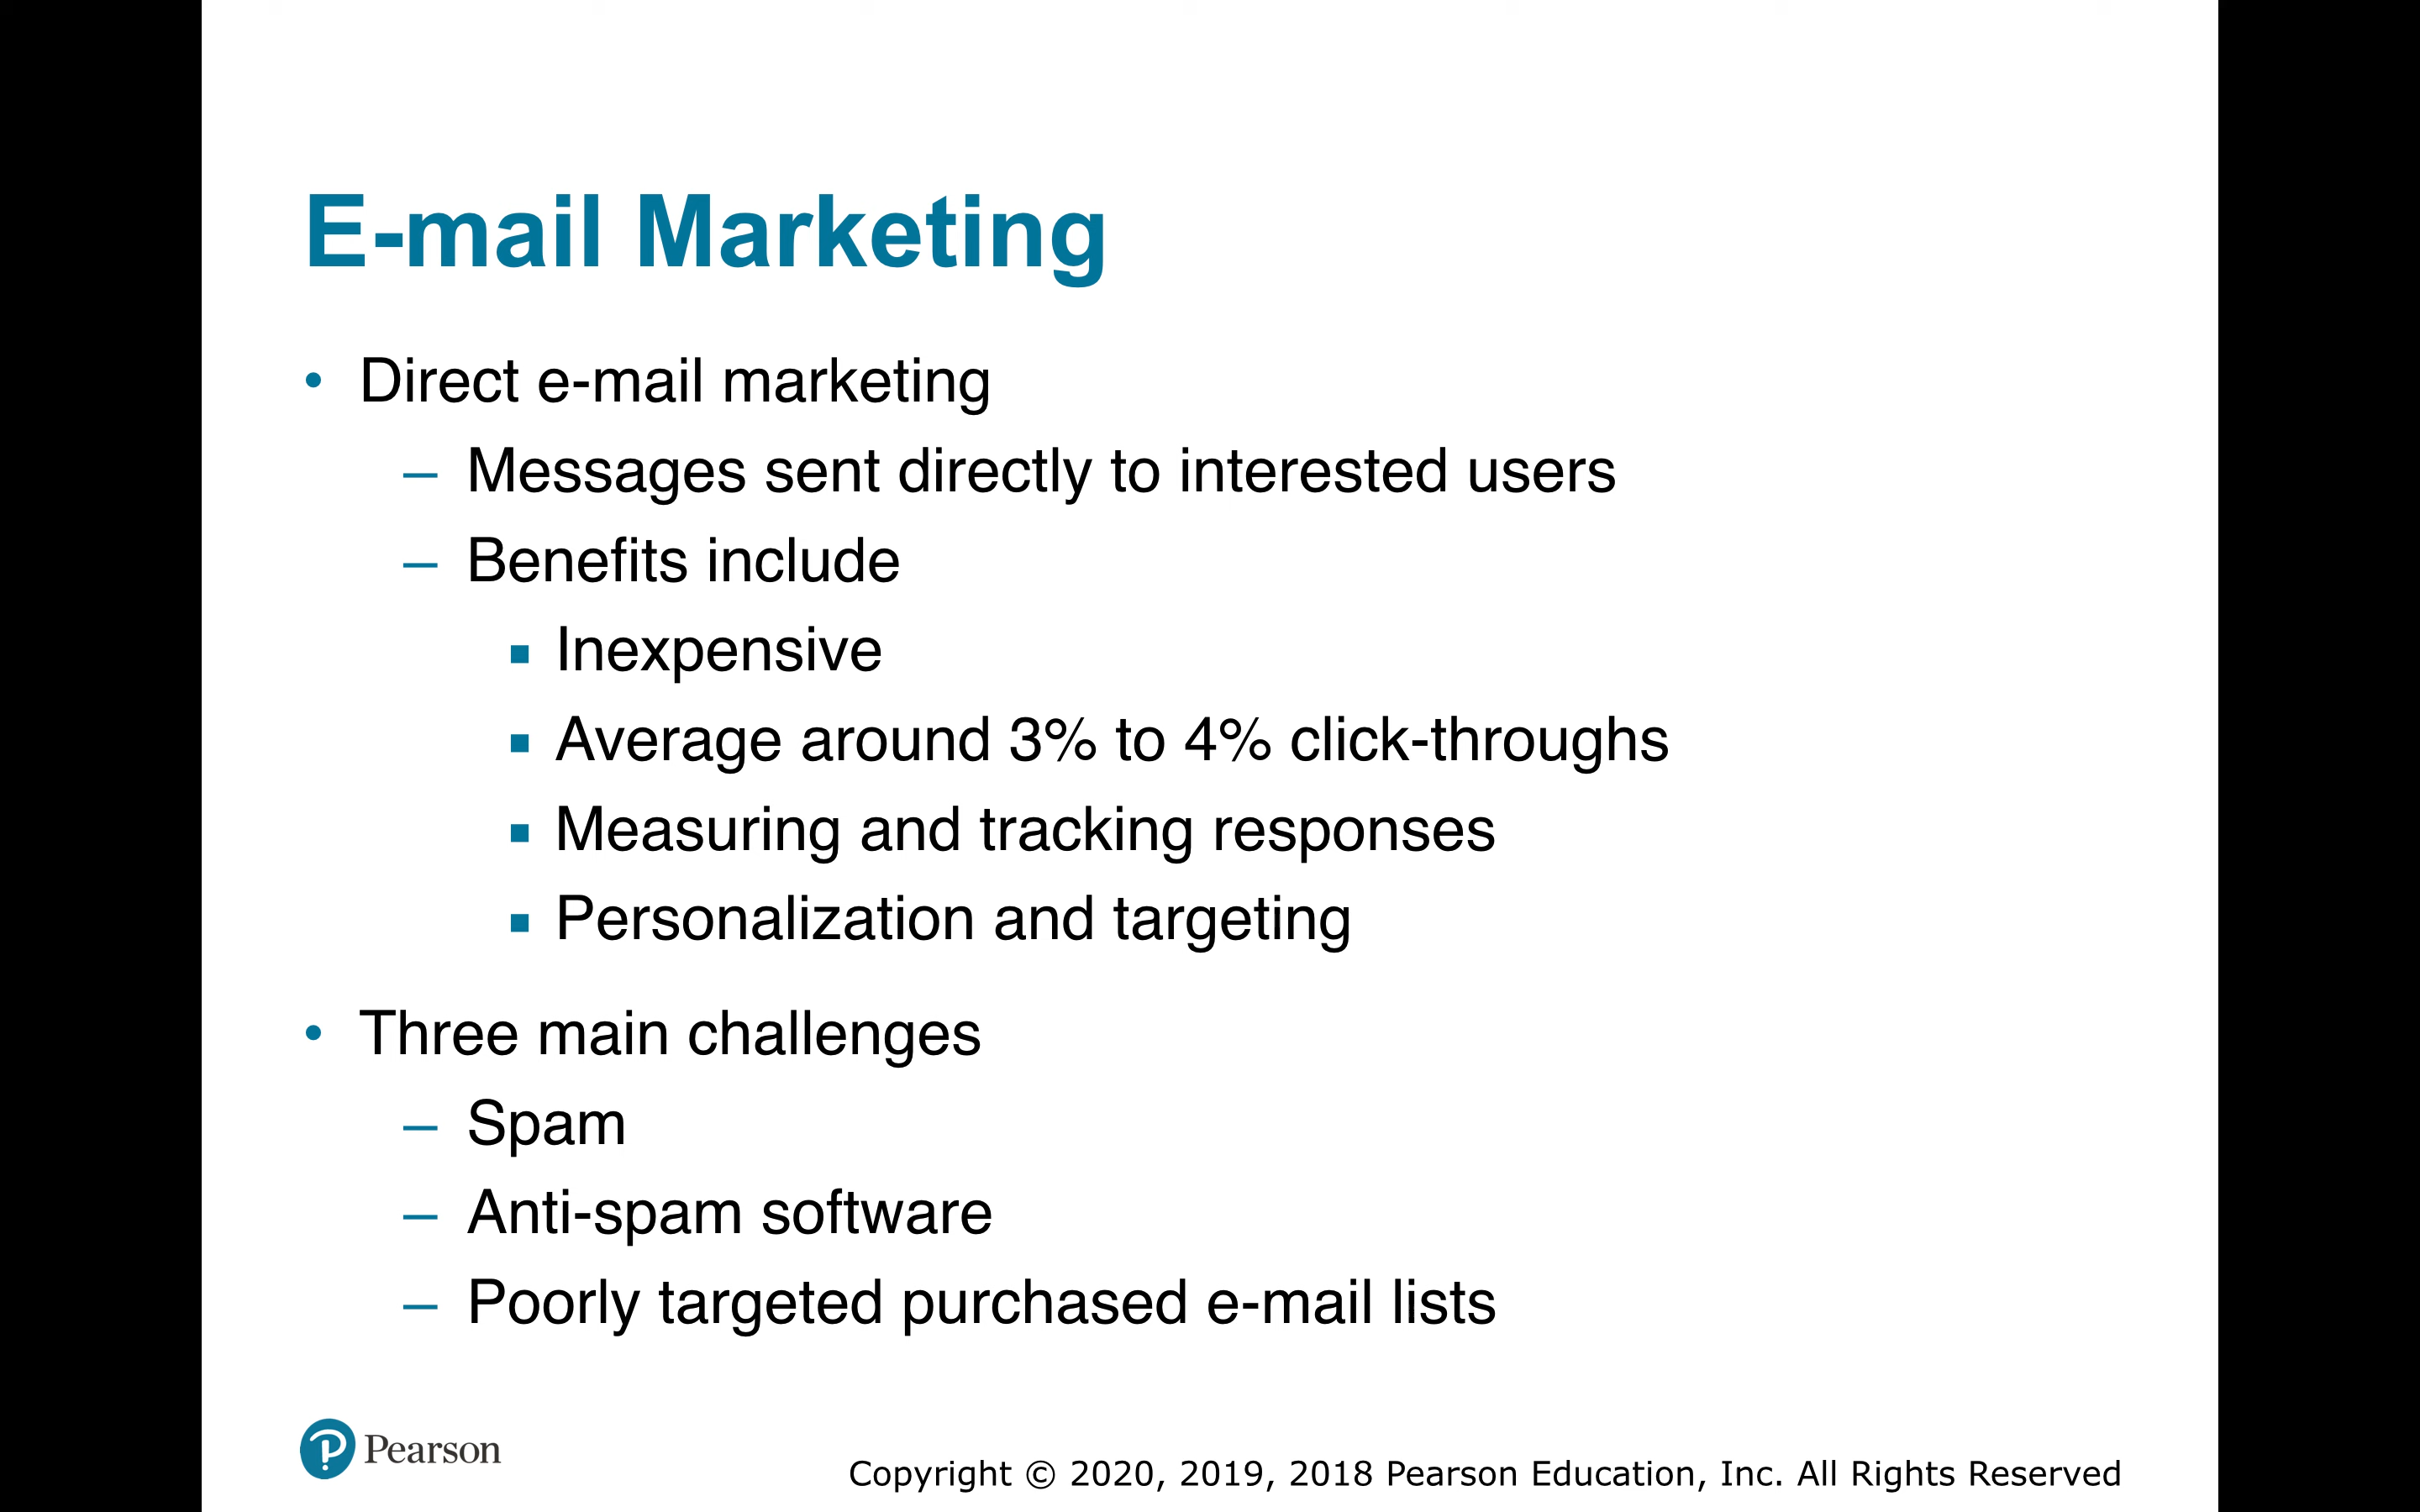 E-mail Marketing
• Direct e-mail marketing
– Messages sent directly to interested users
– Benefits include
▪ Inexpensive
▪ Average around 3% to 4% click-throughs
▪ Measuring and tracking responses
▪ Personalization and targeting
• Three main challenges
– Spam
– Anti-spam software
– Poorly targeted purchased e-mail lists
P Pearson
Copyright © 2020, 2019, 2018 Pearson Education, Inc. All Rights Reserved